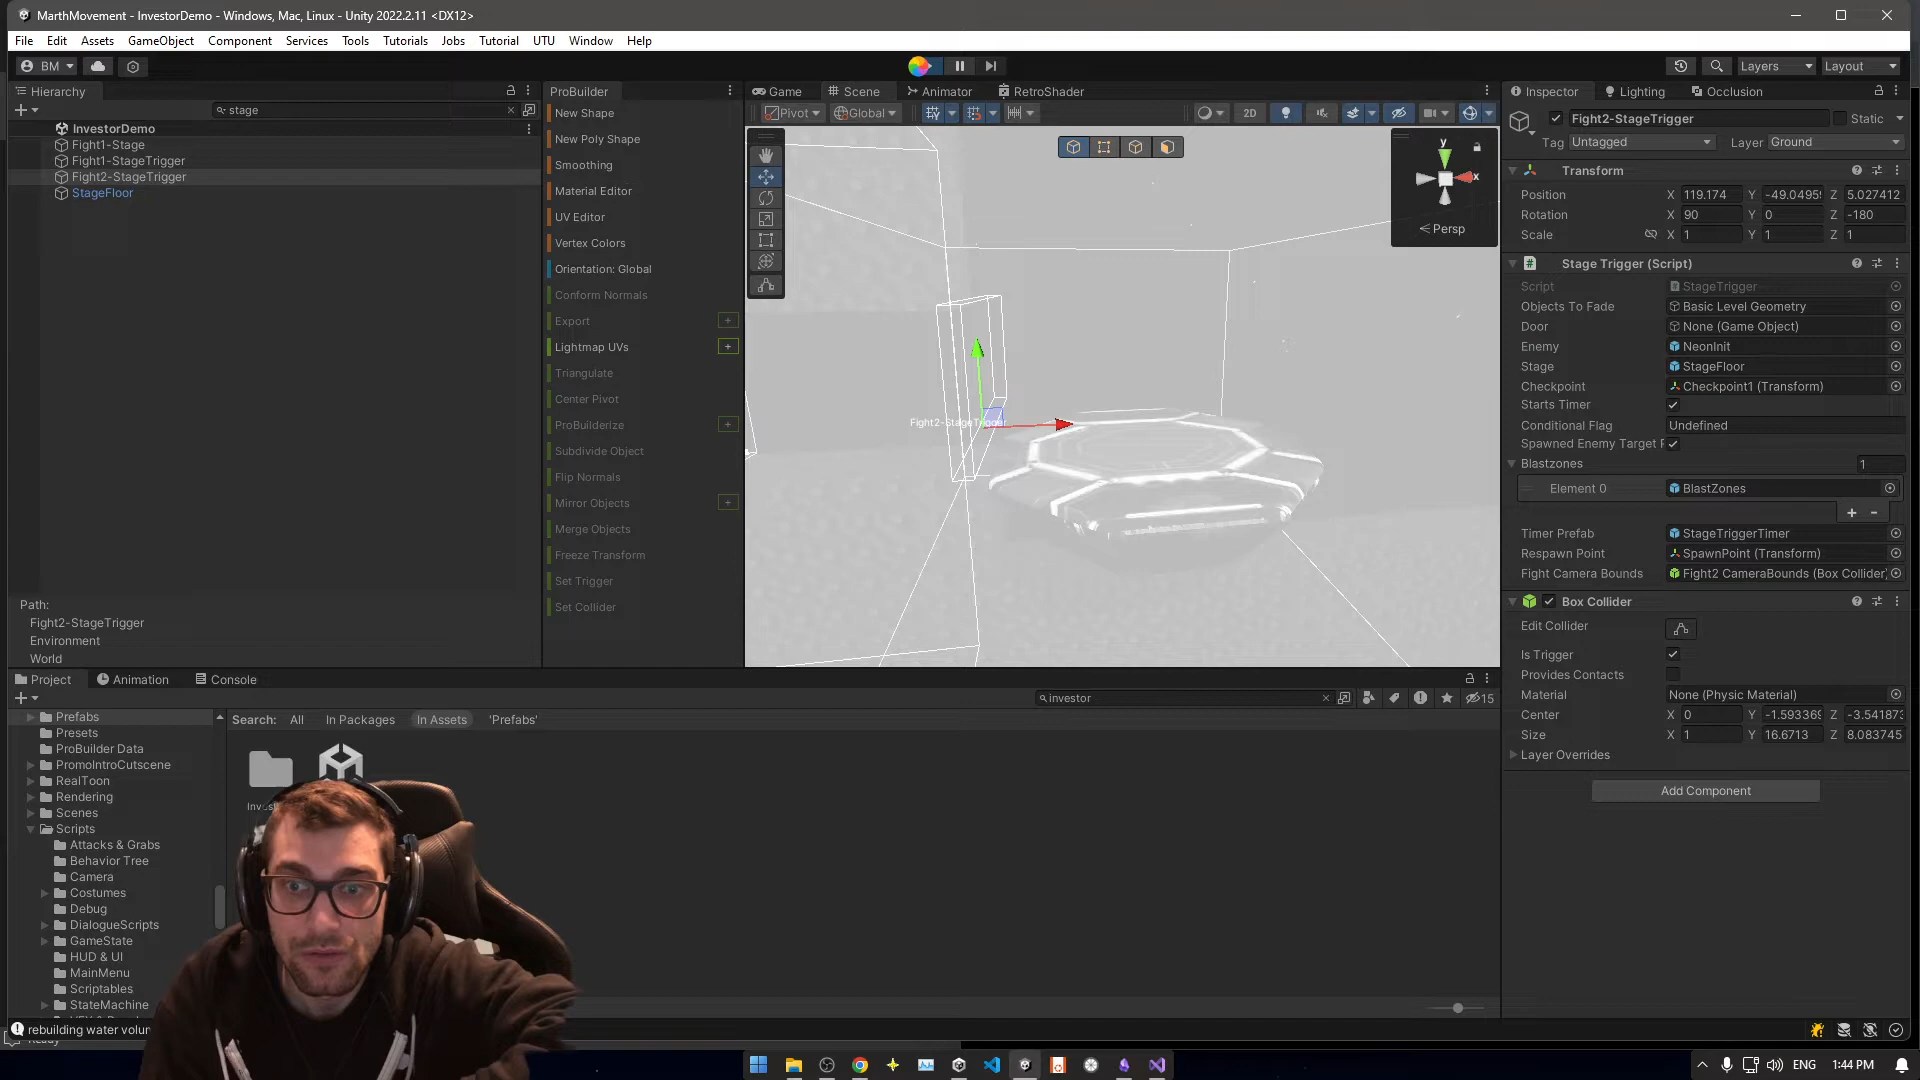 MarthMovement - InvestorDemo - Windows, Mac, Linux - Unity 2022.2.11 <DX12>
File Edit Assets GameObject Component Services Tools Tutorials Jobs Tutorial UTU Window Help
BM
Layers Layout
Hierarchy
stage
InvestorDemo
Fight1-Stage
Fight1-StageTrigger
Fight2-StageTrigger
StageFloor
Path:
Fight2-StageTrigger
Environment
World
ProBuilder
New Shape
New Poly Shape
Smoothing
Material Editor
UV Editor
Vertex Colors
Orientation: Global
Conform Normals
Export
Lightmap UVs
Triangulate
Center Pivot
ProBuilderize
Subdivide Object
Flip Normals
Mirror Objects
Merge Objects
Freeze Transform
Set Trigger
Set Collider
Game Scene Animator RetroShader
Pivot Global 2D
y
x
Persp
Fight2-StageTrigger
Inspector Lighting Occlusion
Fight2-StageTrigger Static
Tag Untagged Layer Ground
Transform
Position X 119.174 Y -49.0495 Z 5.027412
Rotation X 90 Y 0 Z -180
Scale X 1 Y 1 Z 1
Stage Trigger (Script)
Script StageTrigger
Objects To Fade Basic Level Geometry
Door None (Game Object)
Enemy NeonInit
Stage StageFloor
Checkpoint Checkpoint1 (Transform)
Starts Timer
Conditional Flag Undefined
Spawned Enemy Target
Blastzones 1
Element 0 BlastZones
Timer Prefab StageTriggerTimer
Respawn Point SpawnPoint (Transform)
Fight Camera Bounds Fight2 CameraBounds (Box Collider)
Box Collider
Edit Collider
Is Trigger
Provides Contacts
Material None (Physic Material)
Center X 0 Y -1.593369 Z -3.541873
Size X 1 Y 16.6713 Z 8.083745
Layer Overrides
Add Component
Project Animation Console
investor
15
Search: All In Packages In Assets 'Prefabs'
Prefabs
Presets
ProBuilder Data
PromoIntroCutscene
RealToon
Rendering
Scenes
Scripts
Attacks & Grabs
Behavior Tree
Camera
Costumes
Debug
DialogueScripts
GameState
HUD & UI
MainMenu
Scriptables
StateMachine
rebuilding water
ENG 1:44 PM